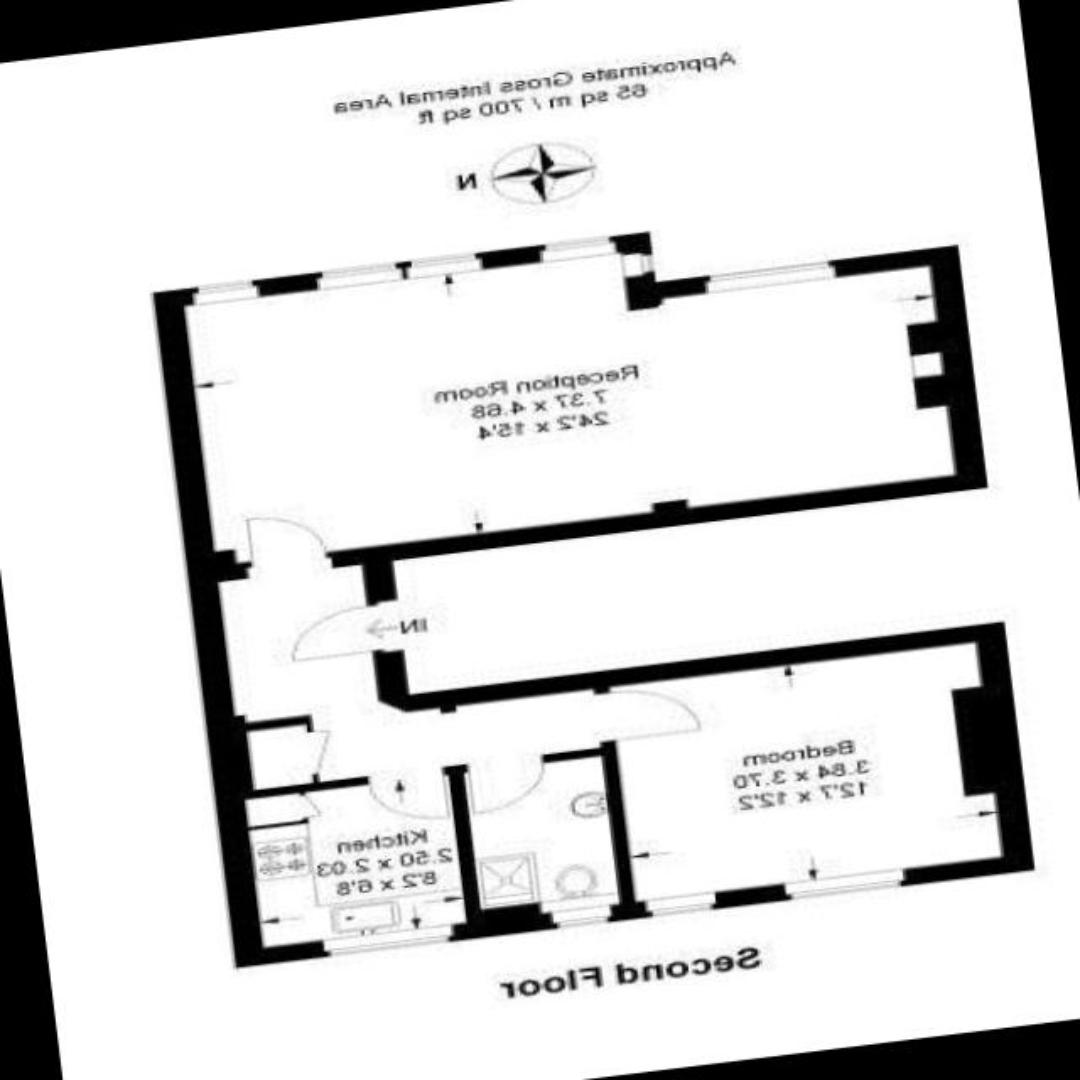 Approximate Gross Internal Area
65 sq m / 700 sq ft
N
Reception Room
7.37 x 4.68
24'2 x 15'4
IN
Bedroom
3.84 x 3.70
12'7 x 12'2
Kitchen
2.50 x 2.03
8'2 x 6'8
Second Floor